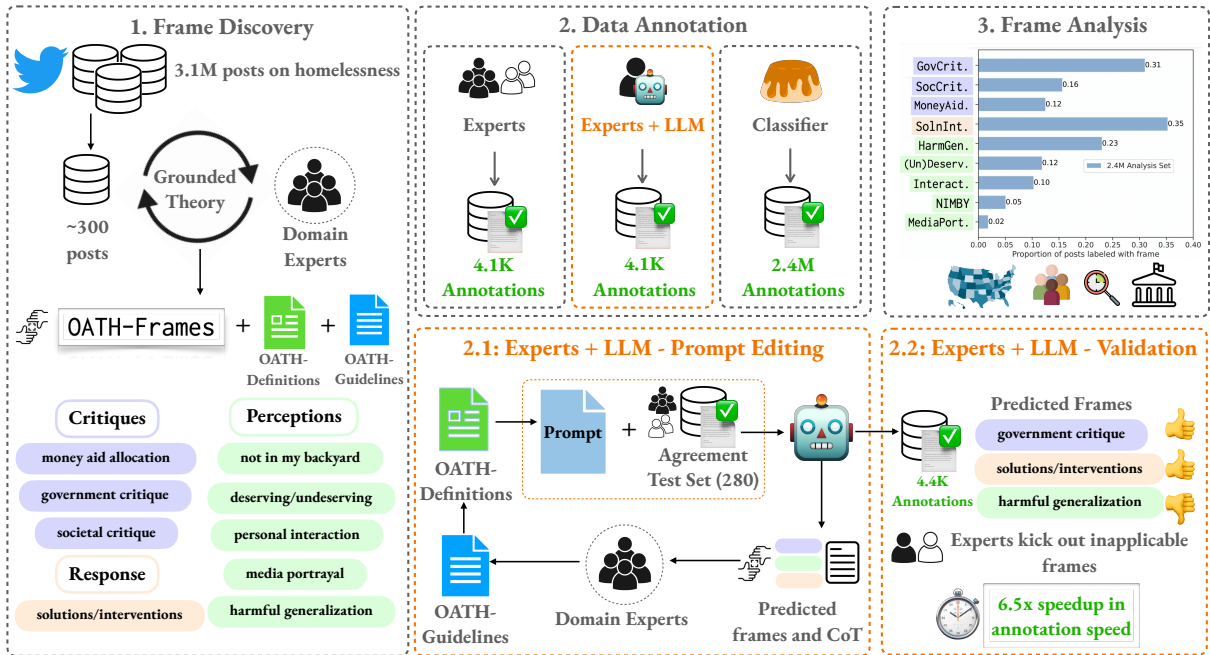 1. Frame Discovery
3.1M posts on homelessness
Grounded
Theory
~300
posts
Domain
Experts
OATH-Frames
+
+
OATH-
Definitions
OATH-
Guidelines
Critiques
money aid allocation
government critique
societal critique
Response
solutions/interventions
Perceptions
not in my backyard
deserving/undeserving
personal interaction
media portrayal
harmful generalization
2. Data Annotation
Experts
4.1K
Annotations
Experts + LLM
4.1K
Annotations
Classifier
2.4M
Annotations
3. Frame Analysis
GovCrit.
0.31
SocCrit.
0.16
MoneyAid.
0.12
SolnInt.
0.35
HarmGen.
0.23
(Un)Deserv.
0.12
2.4M Analysis Set
Interact.
0.10
NIMBY
0.05
MediaPort.
0.02
0.00 0.05 0.10 0.15 0.20 0.25 0.30 0.35 0.40
Proportion of posts labeled with frame
2.1: Experts + LLM - Prompt Editing
OATH-
Definitions
Prompt
+
Agreement
Test Set (280)
OATH-
Guidelines
Domain Experts
Predicted
frames and CoT
2.2: Experts + LLM - Validation
4.4K
Annotations
Predicted Frames
government critique
solutions/interventions
harmful generalization
Experts kick out inapplicable
frames
6.5x speedup in
annotation speed